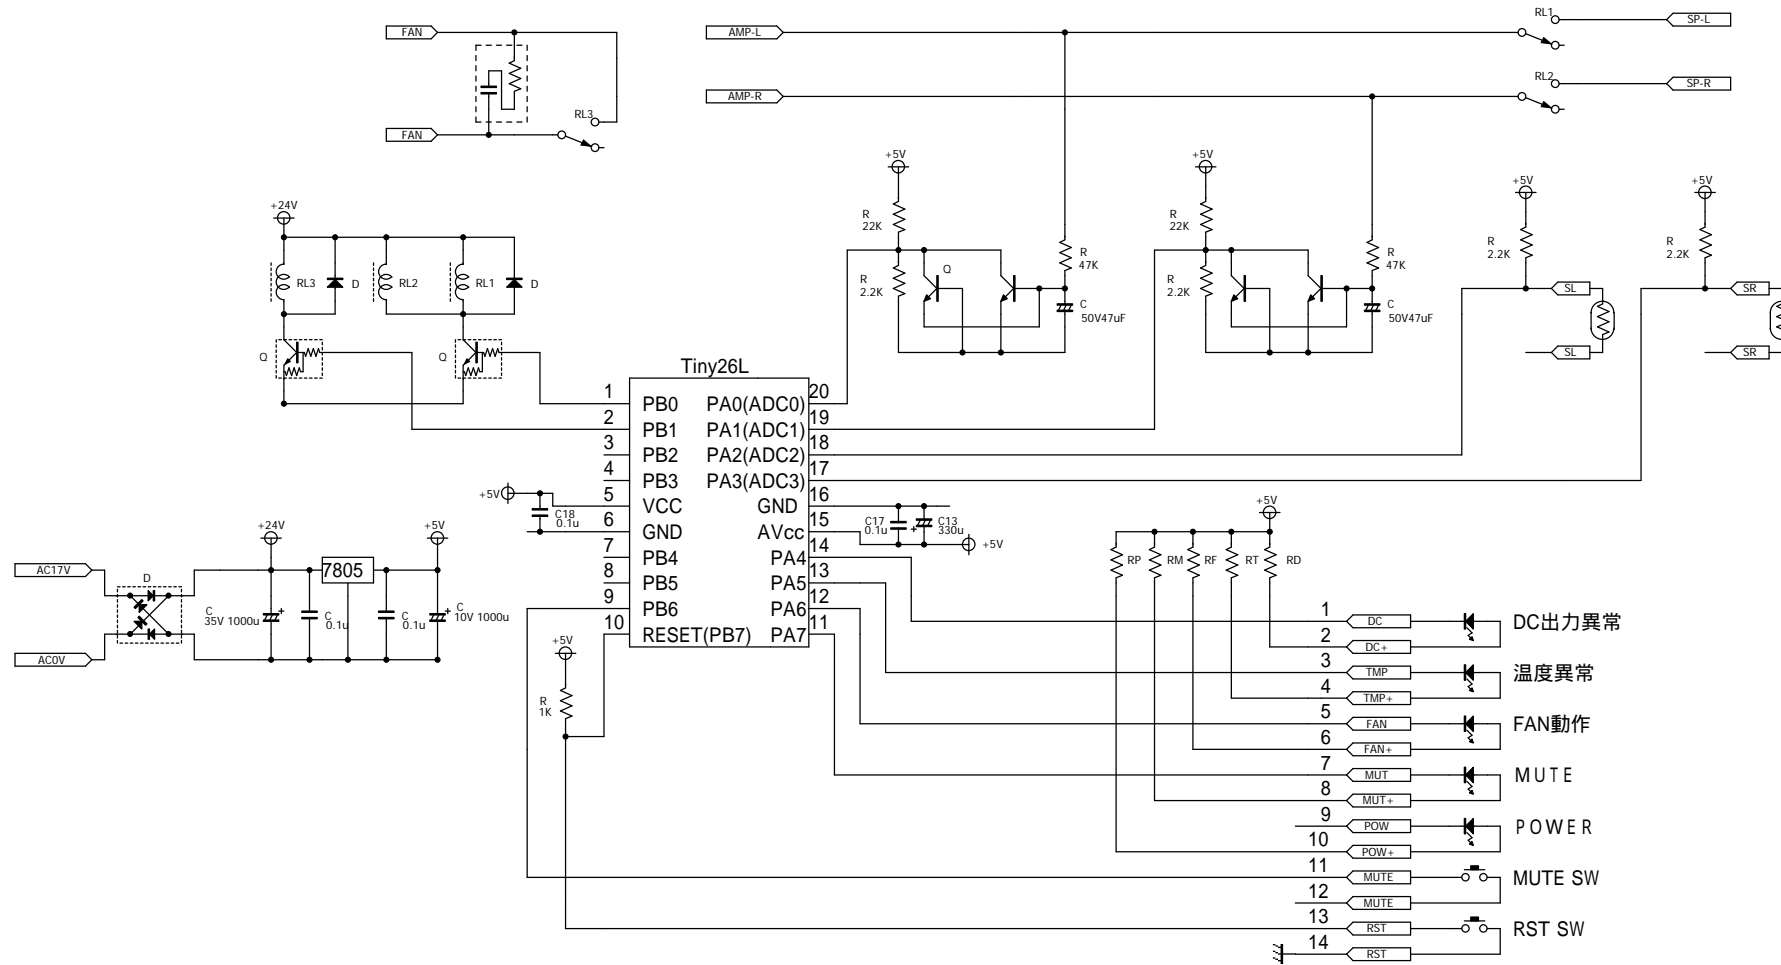 FAN
FAN
RL3
AMP-L
AMP-R
RL1
SP-L
RL2
SP-R
+24V
RL3
D
RL2
RL1
D
Q
Q
+5V
R
22K
R
2.2K
Q
R
47K
C
50V47uF
+5V
R
22K
R
2.2K
R
47K
C
50V47uF
+5V
R
2.2K
SL
SL
+5V
R
2.2K
SR
SR
Tiny26L
1 PB0 PA0(ADC0) 20
2 PB1 PA1(ADC1) 19
3 PB2 PA2(ADC2) 18
4 PB3 PA3(ADC3) 17
5 VCC GND 16
6 GND AVcc 15
7 PB4 PA4 14
8 PB5 PA5 13
9 PB6 PA6 12
10 RESET(PB7) PA7 11
+5V
C18
0.1u
C17
0.1u
+
C13
330u
+5V
AC17V
AC0V
D
+24V
C
35V 1000u
+
C
0.1u
7805
C
0.1u
+5V
+
C
10V 1000u
+5V
R
1K
+5V
RP RM RF RT RD
1 DC DC出力異常
2 DC+
3 TMP 温度異常
4 TMP+
5 FAN FAN動作
6 FAN+
7 MUT MUTE
8 MUT+
9 POW POWER
10 POW+
11 MUTE MUTE SW
12 MUTE
13 RST RST SW
14 RST